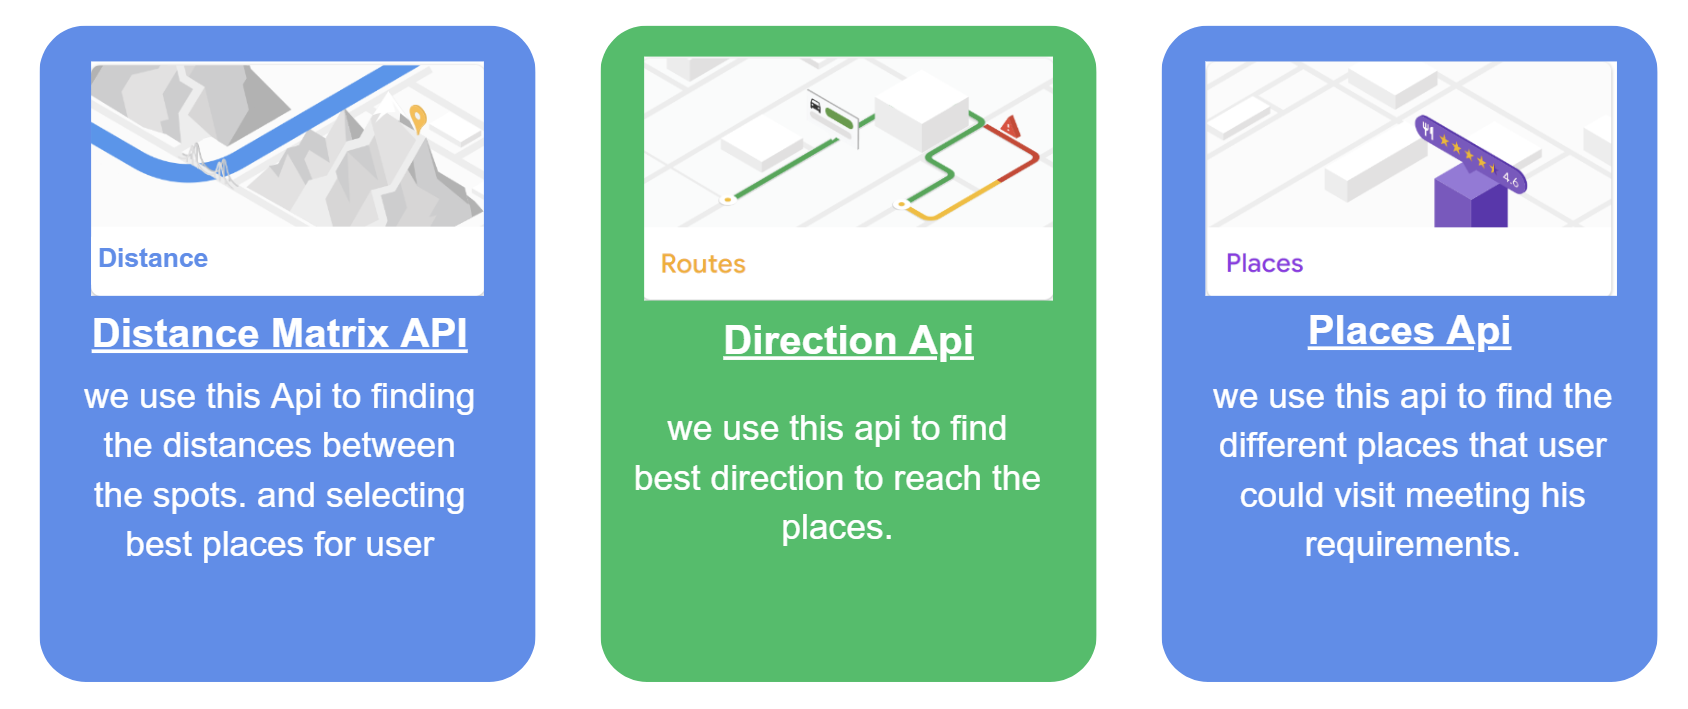 Distance
Distance Matrix API
we use this Api to finding
the distances between
the spots. and selecting
best places for user
Routes
Direction Api
we use this api to find
best direction to reach the
places.
4.6
Places
Places Api
we use this api to find the
different places that user
could visit meeting his
requirements.